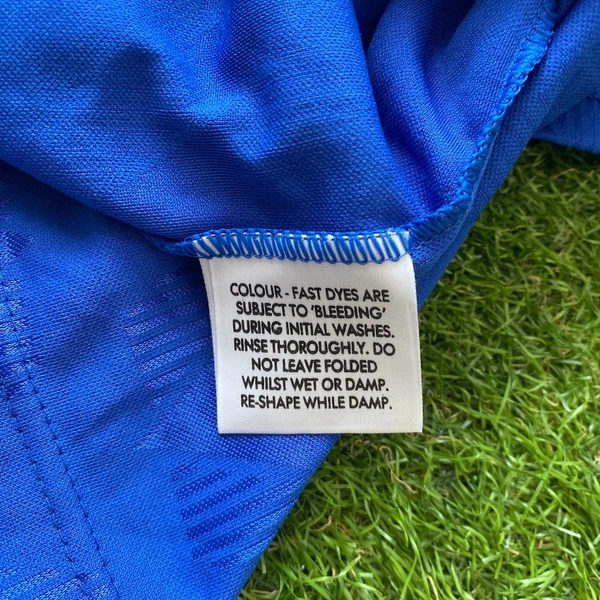 COLOUR - FAST DYES ARE
SUBJECT TO 'BLEEDING'
DURING INITIAL WASHES.
RINSE THOROUGHLY. DO
NOT LEAVE FOLDED
WHILST WET OR DAMP.
RE-SHAPE WHILE DAMP.